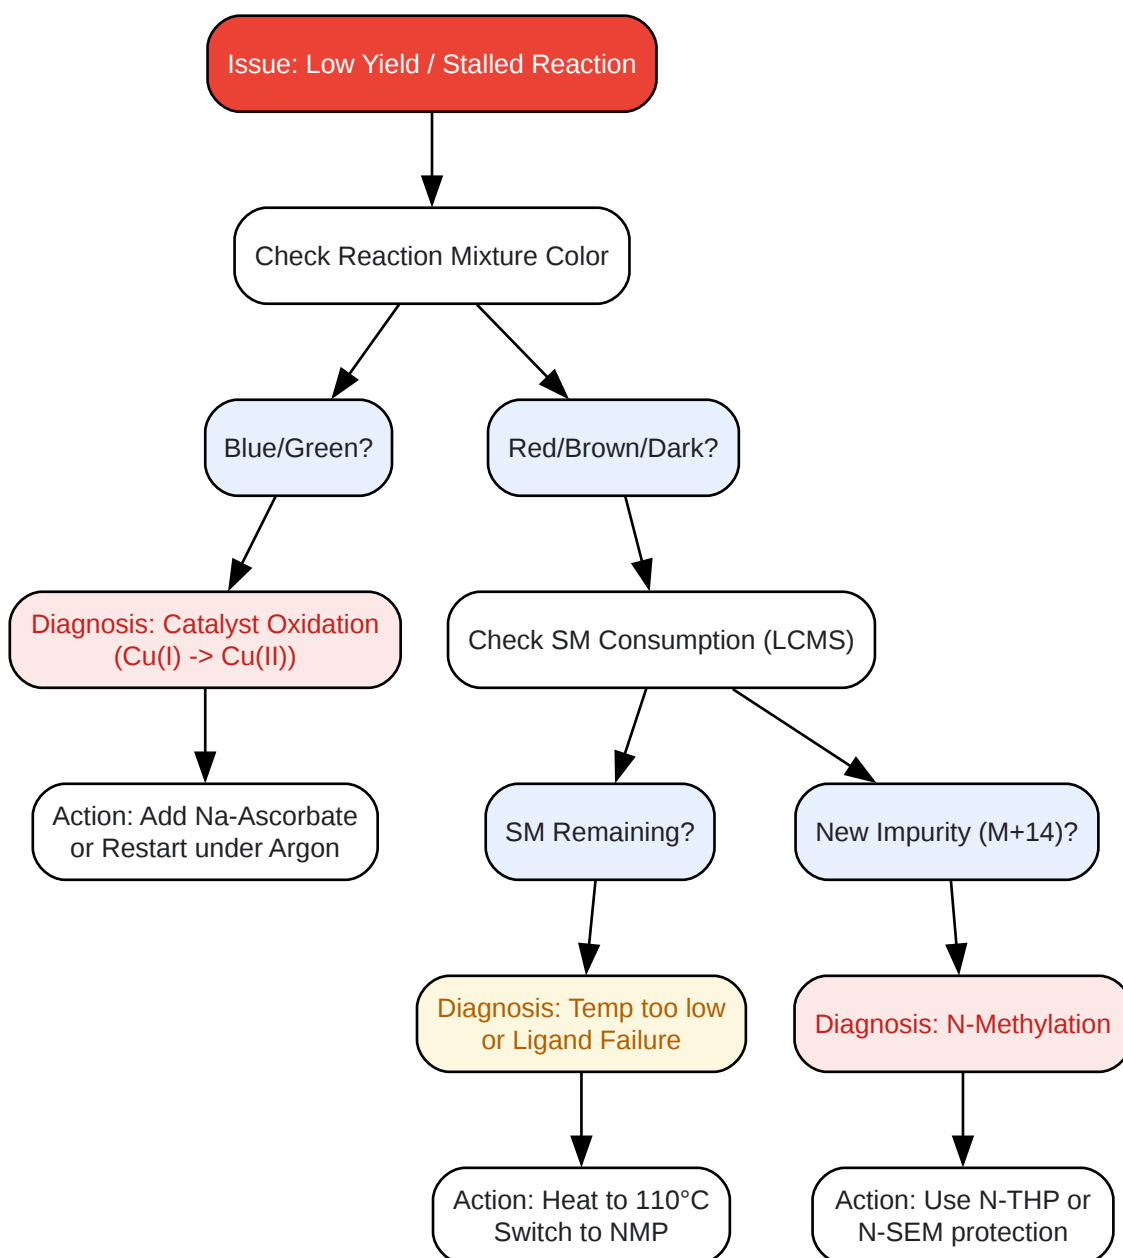 Issue: Low Yield / Stalled Reaction
Check Reaction Mixture Color
Blue/Green?
Red/Brown/Dark?
Diagnosis: Catalyst Oxidation
(Cu(I) -> Cu(II))
Check SM Consumption (LCMS)
Action: Add Na-Ascorbate
or Restart under Argon
SM Remaining?
New Impurity (M+14)?
Diagnosis: Temp too low
or Ligand Failure
Diagnosis: N-Methylation
Action: Heat to 110°C
Switch to NMP
Action: Use N-THP or
N-SEM protection